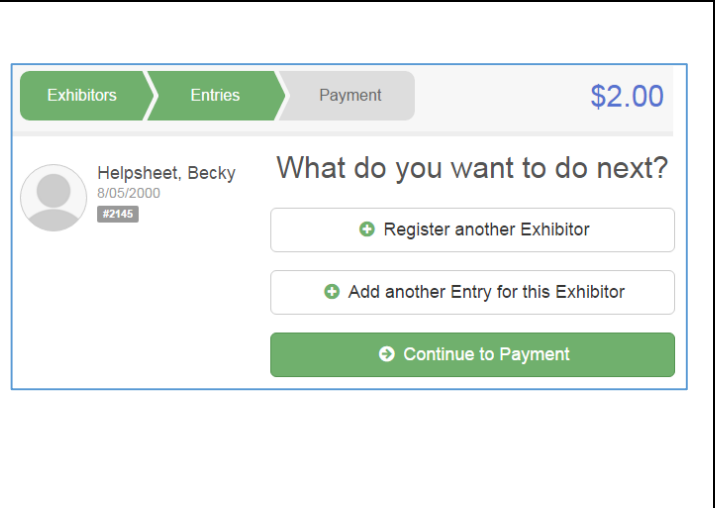 Exhibitors Entries Payment $2.00
Helpsheet, Becky
8/05/2000
#2145
What do you want to do next?
Register another Exhibitor
Add another Entry for this Exhibitor
Continue to Payment